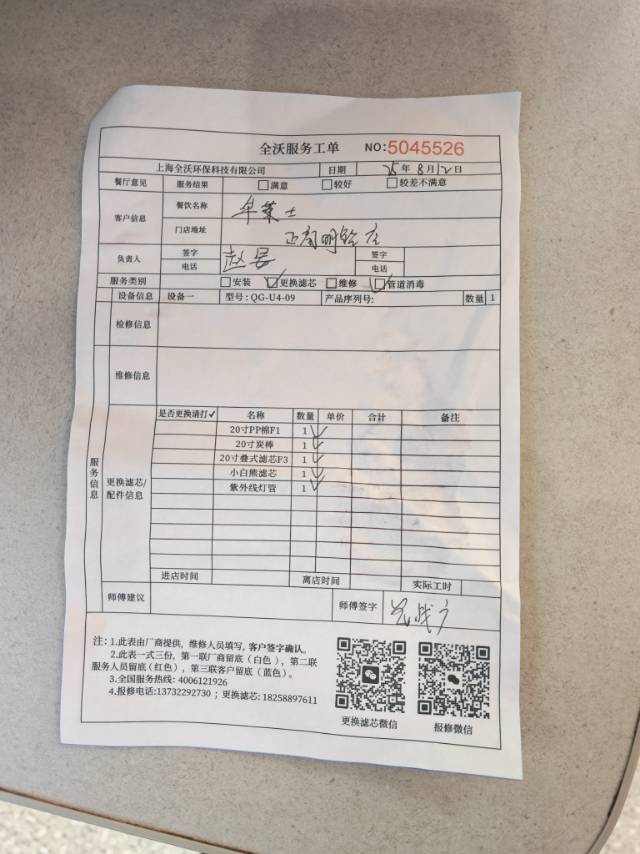 全沃服务工单 NO:5045526
上海全沃环保科技有限公司 日期 25年8月12日
餐厅意见 服务结果 □满意 □较好 □较差不满意
客户信息 餐饮名称 华莱士
门店地址
负责人 签字 赵 签字
电话 电话
服务类别 □安装 □更换滤芯 □维修 □管道消毒
设备信息 设备一 型号:QG-U4-09 产品序列号: 数量 1
检修信息
维修信息
服务信息
更换滤芯/配件信息
是否更换请打✓ 名称 数量 单价 合计 备注
20寸PP棉F1 1 ✓
20寸炭棒 1 ✓
20寸叠式滤芯F3 1 ✓
小白熊滤芯 1 ✓
紫外线灯管 1 ✓
进店时间 离店时间 实际工时
师傅建议 师傅签字
注:1.此表由厂商提供,维修人员填写,客户签字确认。
2.此表一式三份,第一联厂商留底(白色),第二联
服务人员留底(红色),第三联客户留底(蓝色)。
3.全国服务热线: 4006121926
4.报修电话:13732292730 ; 更换滤芯: 18258897611
更换滤芯微信 报修微信